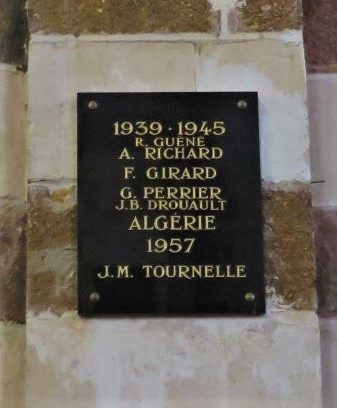 1939 · 1945
R. GUÉNÉ
A. RICHARD
F. GIRARD
G. PERRIER
J.B. DROUAULT
ALGÉRIE
1957
J.M. TOURNELLE